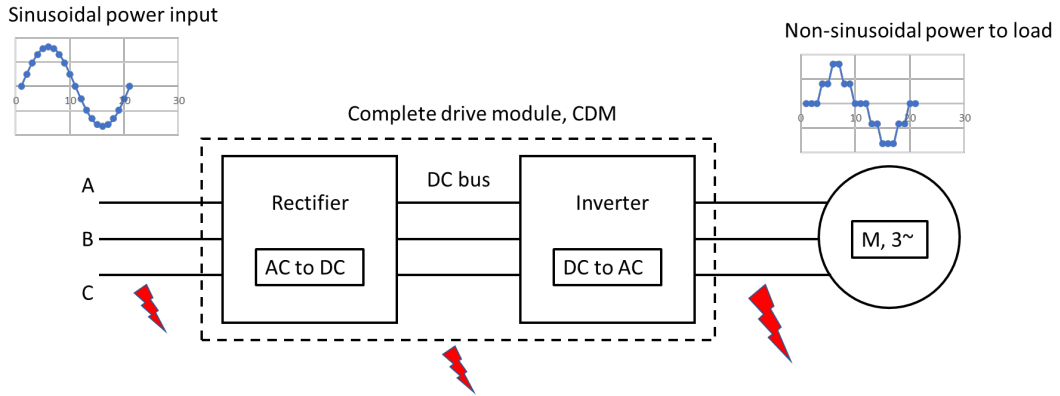 Sinusoidal power input
0
10
20
30
Non-sinusoidal power to load
0
10
20
30
Complete drive module, CDM
A
B
C
Rectifier
AC to DC
DC bus
Inverter
DC to AC
M, 3~